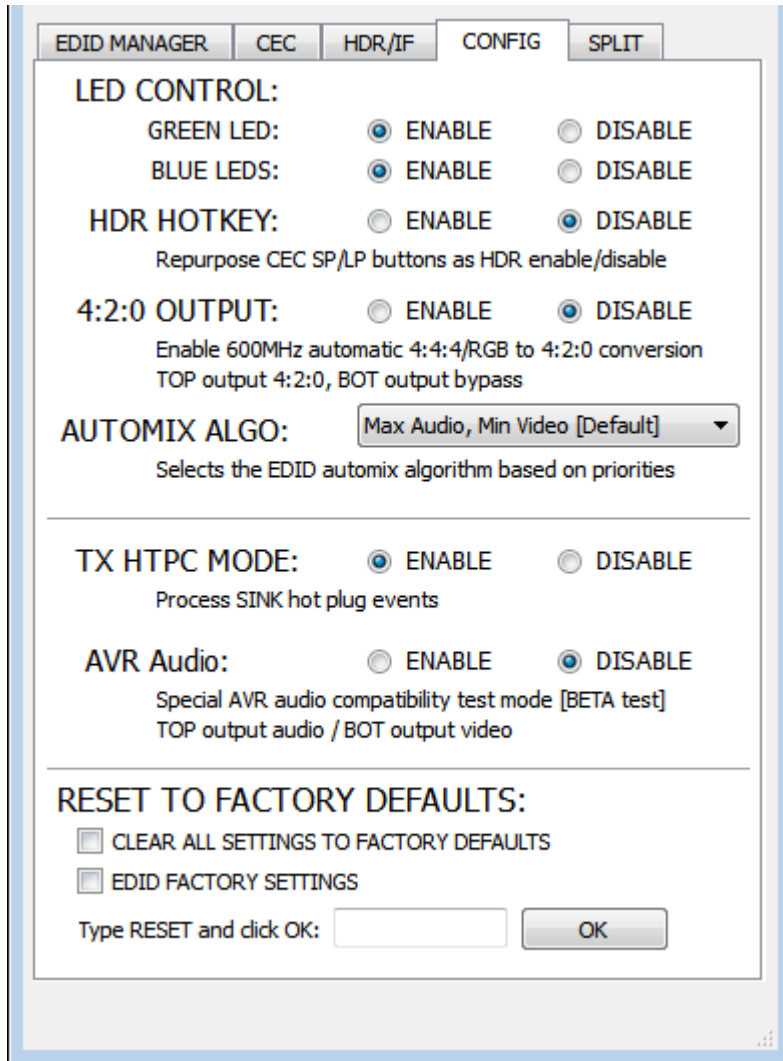 EDID MANAGER CEC HDR/IF CONFIG SPLIT
LED CONTROL:
GREEN LED: ENABLE DISABLE
BLUE LEDS: ENABLE DISABLE
HDR HOTKEY: ENABLE DISABLE
Repurpose CEC SP/LP buttons as HDR enable/disable
4:2:0 OUTPUT: ENABLE DISABLE
Enable 600MHz automatic 4:4:4/RGB to 4:2:0 conversion
TOP output 4:2:0, BOT output bypass
AUTOMIX ALGO: Max Audio, Min Video [Default]
Selects the EDID automix algorithm based on priorities
TX HTPC MODE: ENABLE DISABLE
Process SINK hot plug events
AVR Audio: ENABLE DISABLE
Special AVR audio compatibility test mode [BETA test]
TOP output audio / BOT output video
RESET TO FACTORY DEFAULTS:
CLEAR ALL SETTINGS TO FACTORY DEFAULTS
EDID FACTORY SETTINGS
Type RESET and click OK: OK